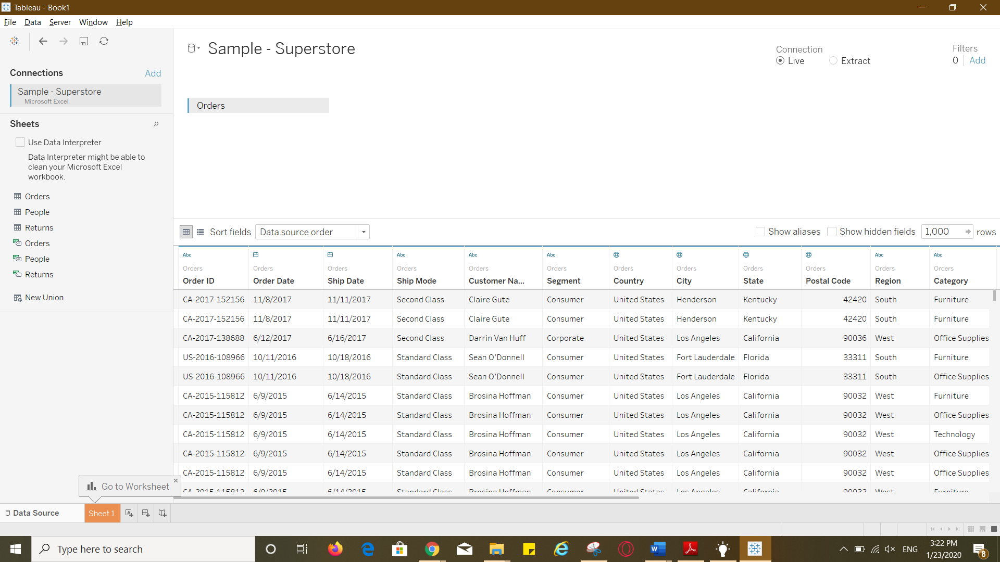 Tableau - Book1
File Data Server Window Help
Connections Add
Sample - Superstore
Microsoft Excel
Sheets
Use Data Interpreter
Data Interpreter might be able to
clean your Microsoft Excel
workbook.
Orders
People
Returns
Orders
People
Returns
New Union
Sample - Superstore
Connection
Live Extract
Filters
0 Add
Orders
Sort fields Data source order Show aliases Show hidden fields 1,000 rows
Abc Abc Abc Abc Abc Abc
Orders Orders Orders Orders Orders Orders Orders Orders Orders Orders Orders Orders
Order ID Order Date Ship Date Ship Mode Customer Na... Segment Country City State Postal Code Region Category
CA-2017-152156 11/8/2017 11/11/2017 Second Class Claire Gute Consumer United States Henderson Kentucky 42420 South Furniture
CA-2017-152156 11/8/2017 11/11/2017 Second Class Claire Gute Consumer United States Henderson Kentucky 42420 South Furniture
CA-2017-138688 6/12/2017 6/16/2017 Second Class Darrin Van Huff Corporate United States Los Angeles California 90036 West Office Supplies
US-2016-108966 10/11/2016 10/18/2016 Standard Class Sean O'Donnell Consumer United States Fort Lauderdale Florida 33311 South Furniture
US-2016-108966 10/11/2016 10/18/2016 Standard Class Sean O'Donnell Consumer United States Fort Lauderdale Florida 33311 South Office Supplies
CA-2015-115812 6/9/2015 6/14/2015 Standard Class Brosina Hoffman Consumer United States Los Angeles California 90032 West Furniture
CA-2015-115812 6/9/2015 6/14/2015 Standard Class Brosina Hoffman Consumer United States Los Angeles California 90032 West Office Supplies
CA-2015-115812 6/9/2015 6/14/2015 Standard Class Brosina Hoffman Consumer United States Los Angeles California 90032 West Technology
CA-2015-115812 6/9/2015 6/14/2015 Standard Class Brosina Hoffman Consumer United States Los Angeles California 90032 West Office Supplies
CA-2015-115812 6/9/2015 6/14/2015 Standard Class Brosina Hoffman Consumer United States Los Angeles California 90032 West Office Supplies
CA-2015-115812 6/9/2015 6/14/2015 Standard Class Brosina Hoffman Consumer United States Los Angeles California 90032 West Furniture
Go to Worksheet
Data Source Sheet 1
Type here to search
ENG
3:22 PM
1/23/2020
8